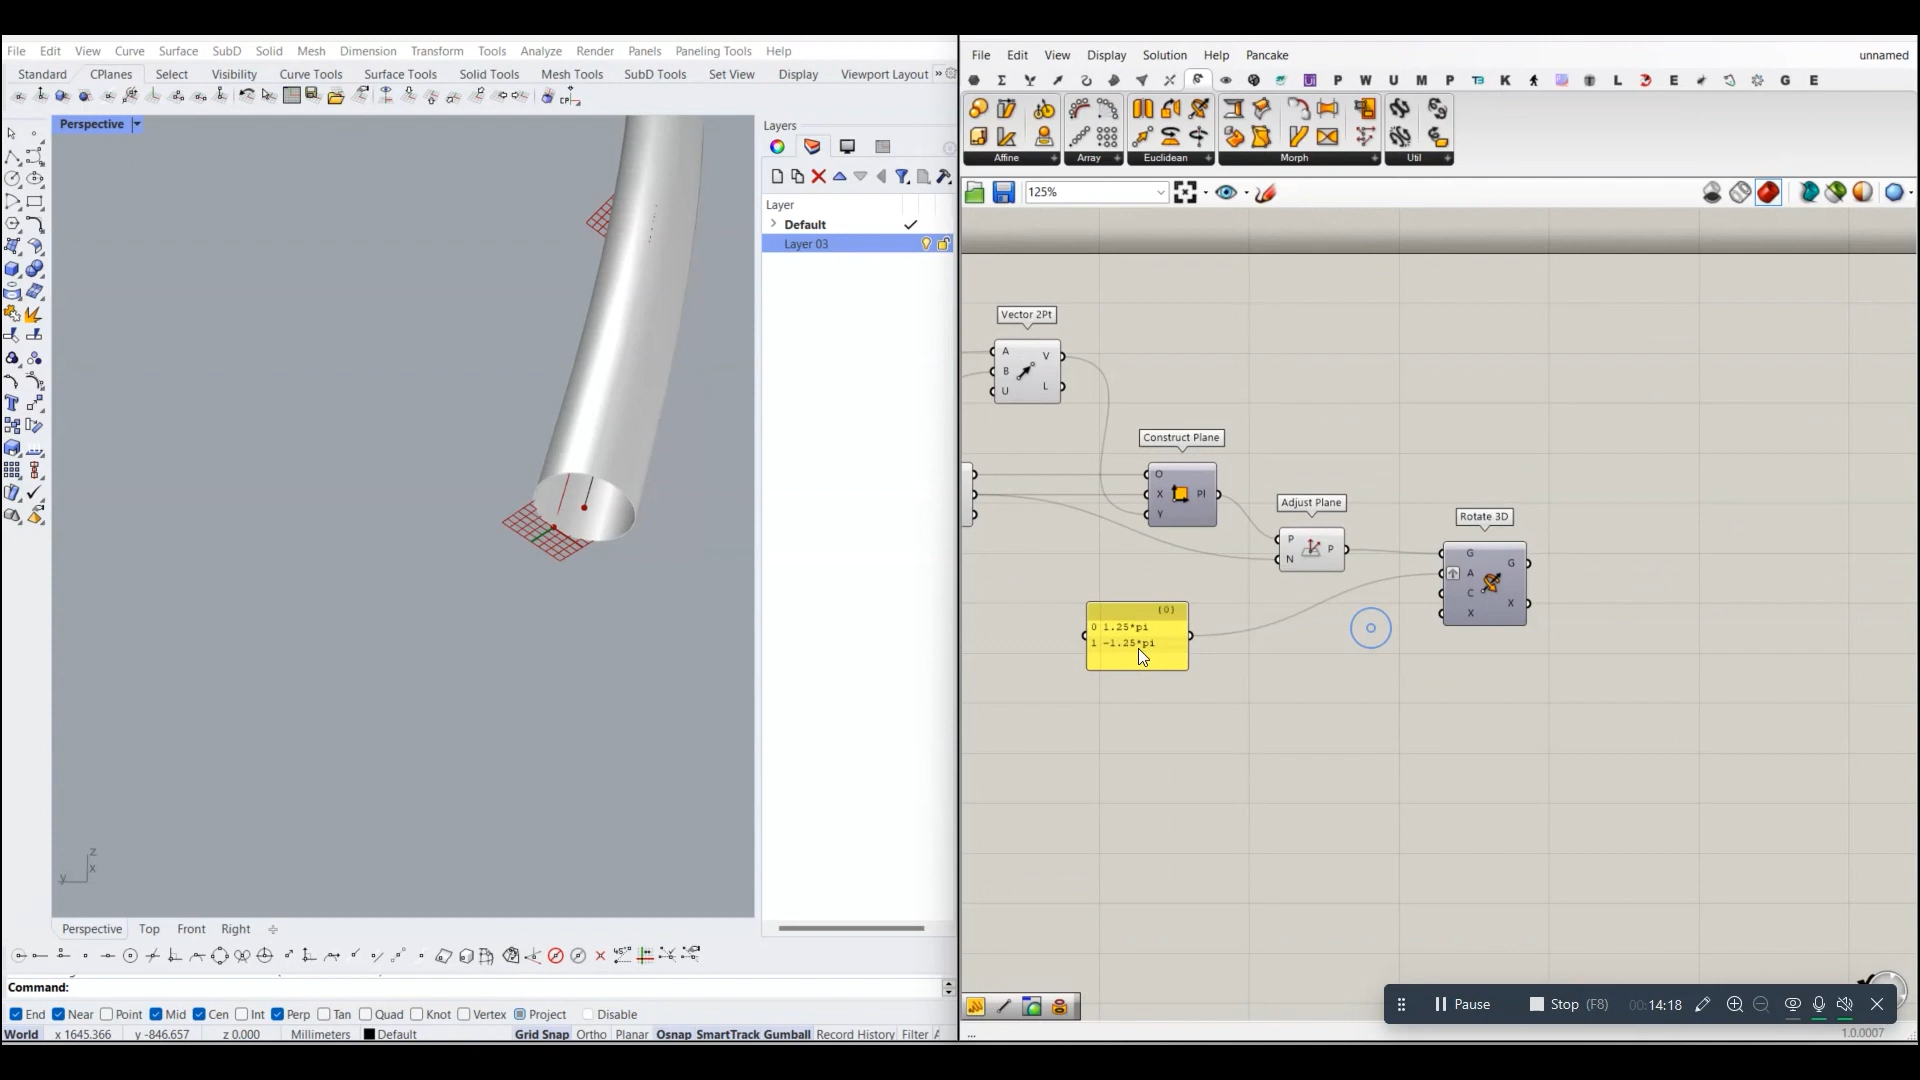 File Edit View Curve Surface SubD Solid Mesh Dimension Transform Tools Analyze Render Panels Paneling Tools Help
Standard CPlanes Select Visibility Curve Tools Surface Tools Solid Tools Mesh Tools SubD Tools Set View Display Viewport Layout »
Perspective
Layers
Layer
Default
Layer 03
z
x
y
Perspective Top Front Right
Command:
End Near Point Mid Cen Int Perp Tan Quad Knot Vertex Project Disable
World x 1645.366 y -846.657 z 0.000 Millimeters Default Grid Snap Ortho Planar Osnap SmartTrack Gumball Record History Filter
File Edit View Display Solution Help Pancake unnamed
P W U M P K L E G E
Affine Array Euclidean Morph Util
125%
Vector 2Pt
A
B
U
V
L
Construct Plane
O
X
Y
Pl
Adjust Plane
P
N
P
Rotate 3D
G
A
C
X
G
X
{0}
0 1.25*pi
1 -1.25*pi
Pause Stop (F8) 00:14:18
...
1.0.0007